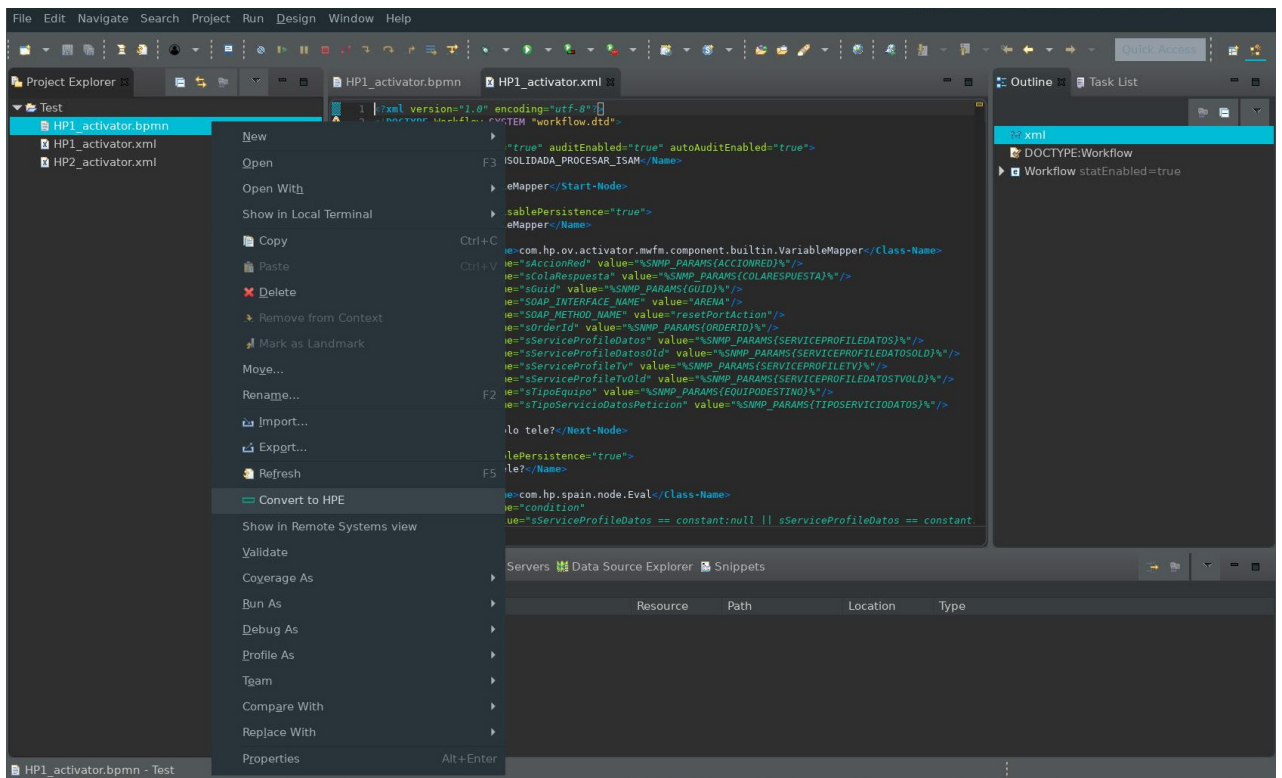 File Edit Navigate Search Project Run Design Window Help
Quick Access
Project Explorer
HP1_activator.bpmn
HP1_activator.xml
Outline
Task List
Test
HP1_activator.bpmn
HP1_activator.xml
HP2_activator.xml
New
Open F3
Open With
Show in Local Terminal
Copy Ctrl+C
Paste Ctrl+V
Delete
Remove from Context
Mark as Landmark
Move...
Rename... F2
Import...
Export...
Refresh F5
Convert to HPE
Show in Remote Systems view
Validate
Coverage As
Run As
Debug As
Profile As
Team
Compare With
Replace With
Properties Alt+Enter
1 <?xml version="1.0" encoding="utf-8"?>
<!DOCTYPE Workflow SYSTEM "workflow.dtd">
="true" auditEnabled="true" autoAuditEnabled="true">
SOLIDADA_PROCESAR_ISAM</Name>
eMapper</Start-Node>
sablePersistence="true">
eMapper</Name>
e>com.hp.ov.activator.mwfm.component.builtin.VariableMapper</Class-Name>
e="sAccionRed" value="%SNMP_PARAMS{ACCIONRED}%"/>
e="sColaRespuesta" value="%SNMP_PARAMS{COLARESPUESTA}%"/>
e="sGuid" value="%SNMP_PARAMS{GUID}%"/>
e="SOAP_INTERFACE_NAME" value="ARENA"/>
e="SOAP_METHOD_NAME" value="resetPortAction"/>
e="sOrderId" value="%SNMP_PARAMS{ORDERID}%"/>
e="sServiceProfileDatos" value="%SNMP_PARAMS{SERVICEPROFILEDATOS}%"/>
e="sServiceProfileDatosOld" value="%SNMP_PARAMS{SERVICEPROFILEDATOSOLD}%"/>
e="sServiceProfileTv" value="%SNMP_PARAMS{SERVICEPROFILETV}%"/>
e="sServiceProfileTvOld" value="%SNMP_PARAMS{SERVICEPROFILEDATOSTVOLD}%"/>
e="sTipoEquipo" value="%SNMP_PARAMS{EQUIPODESTINO}%"/>
e="sTipoServicioDatosPeticion" value="%SNMP_PARAMS{TIPOSERVICIODATOS}%"/>
lo tele?</Next-Node>
lePersistence="true">
le?</Name>
e>com.hp.spain.node.Eval</Class-Name>
e="condition"
ue="sServiceProfileDatos == constant:null || sServiceProfileDatos == constant.
xml
DOCTYPE:Workflow
Workflow statEnabled=true
Servers Data Source Explorer Snippets
Resource Path Location Type
HP1_activator.bpmn - Test